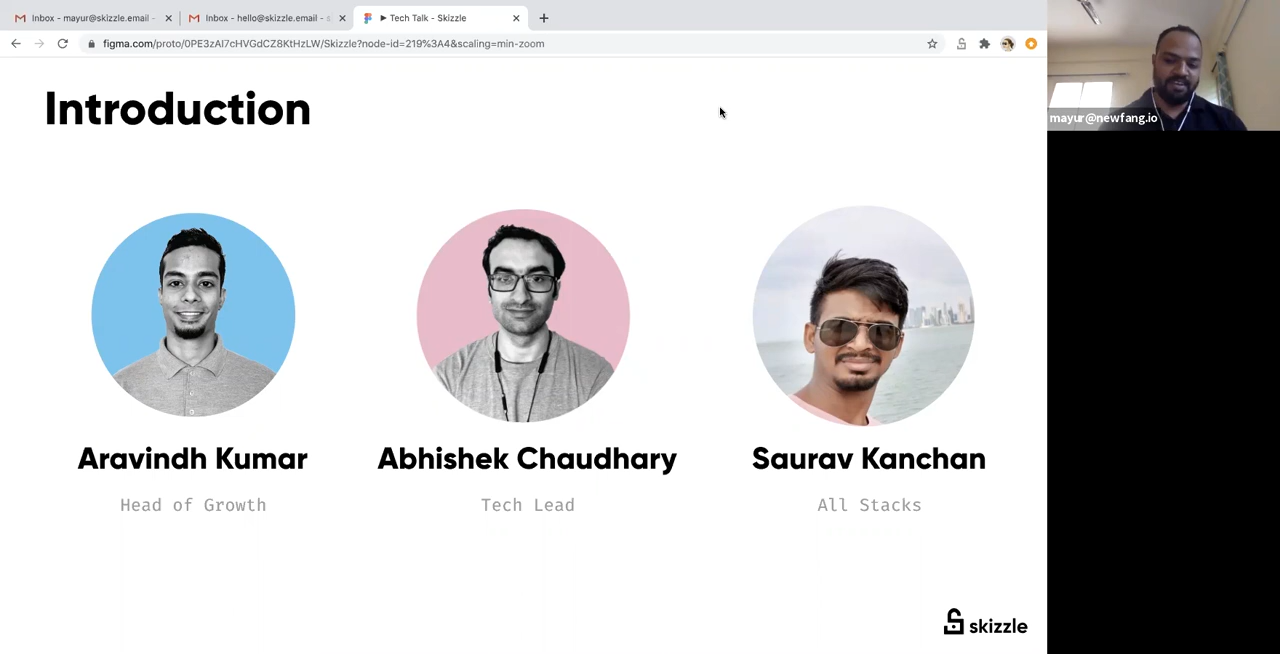 Inbox - mayur@skizzle.email -
Inbox - hello@skizzle.email -
Tech Talk - Skizzle
figma.com/proto/0PE3zAI7cHVGdCZ8KtHzLW/Skizzle?node-id=219%3A4&scaling=min-zoom
mayur@newfang.io
Introduction
Aravindh Kumar
Abhishek Chaudhary
Saurav Kanchan
Head of Growth
Tech Lead
All Stacks
skizzle